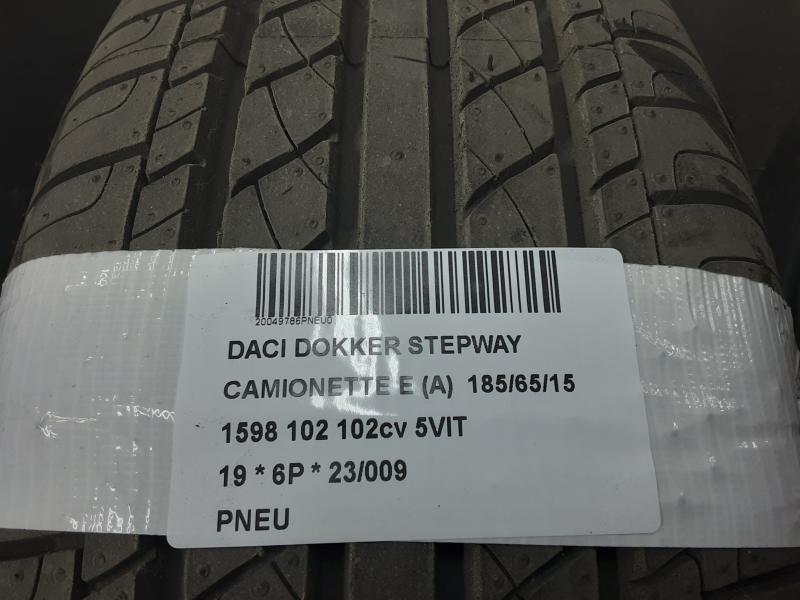 20049786PNEU0
DACI DOKKER STEPWAY
CAMIONETTE E (A) 185/65/15
1598 102 102cv 5VIT
19 * 6P * 23/009
PNEU